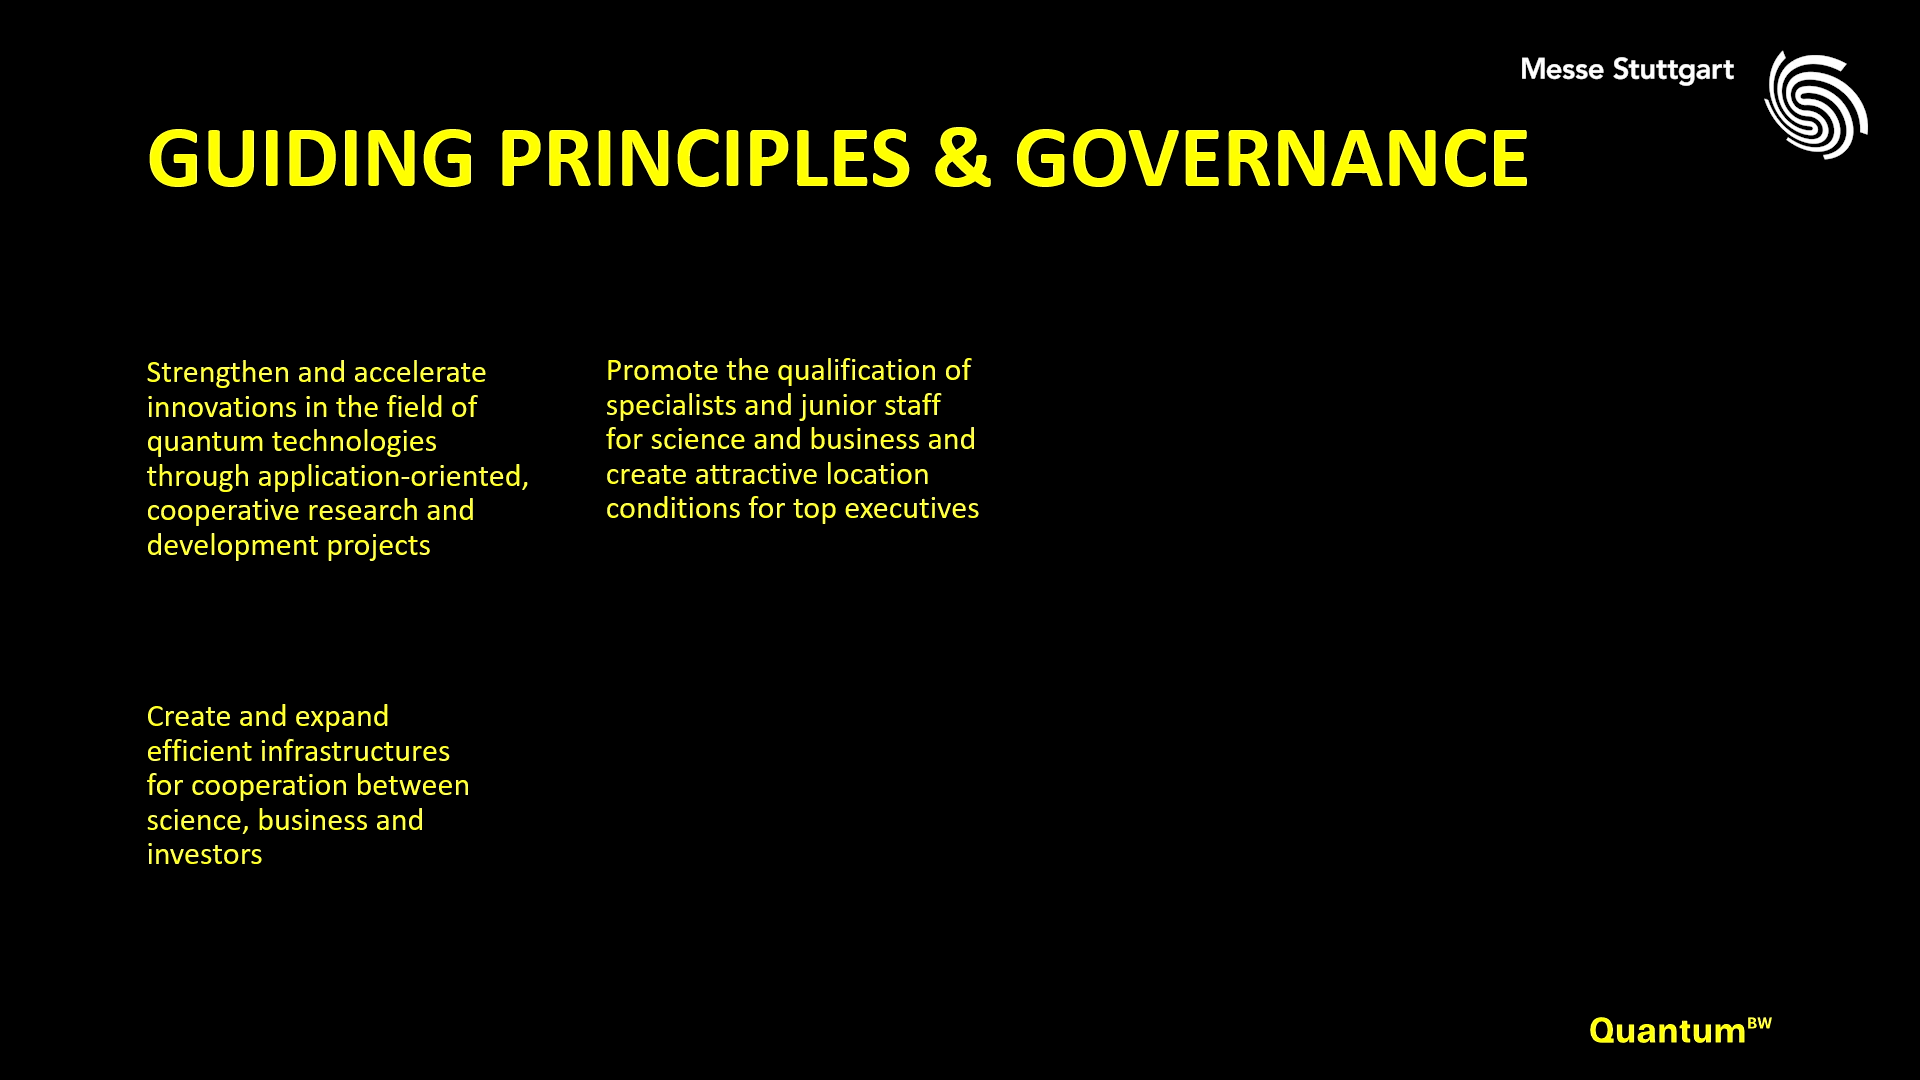 Messe Stuttgart
GUIDING PRINCIPLES & GOVERNANCE
Strengthen and accelerate
innovations in the field of
quantum technologies
through application-oriented,
cooperative research and
development projects
Promote the qualification of
specialists and junior staff
for science and business and
create attractive location
conditions for top executives
Create and expand
efficient infrastructures
for cooperation between
science, business and
investors
QuantumBW